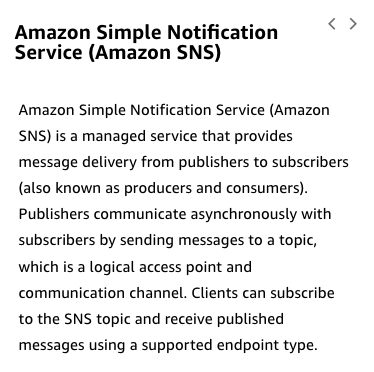 Amazon Simple Notification
Service (Amazon SNS)
Amazon Simple Notification Service (Amazon
SNS) is a managed service that provides
message delivery from publishers to subscribers
(also known as producers and consumers).
Publishers communicate asynchronously with
subscribers by sending messages to a topic,
which is a logical access point and
communication channel. Clients can subscribe
to the SNS topic and receive published
messages using a supported endpoint type.